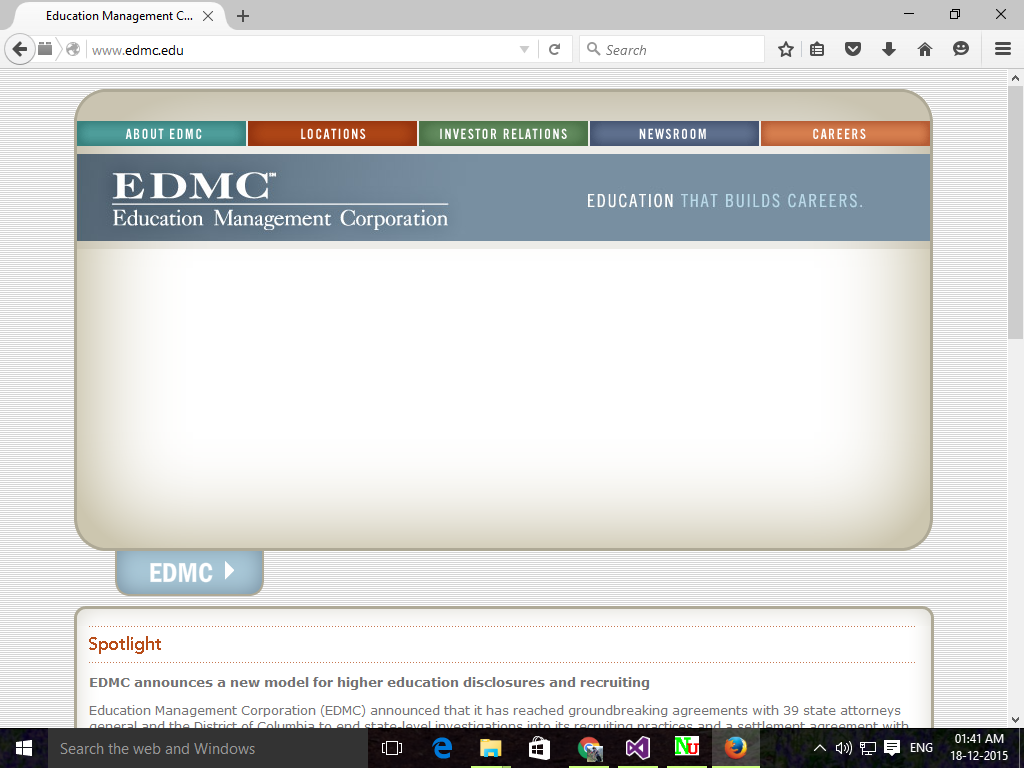 Education Management C...
www.edmc.edu
Search
ABOUT EDMC
LOCATIONS
INVESTOR RELATIONS
NEWSROOM
CAREERS
EDMC™
Education Management Corporation
EDUCATION THAT BUILDS CAREERS.
EDMC
Spotlight
EDMC announces a new model for higher education disclosures and recruiting
Education Management Corporation (EDMC) announced that it has reached groundbreaking agreements with 39 state attorneys
general and the District of Columbia to end state-level investigations into its recruiting practices and a settlement agreement with
Search the web and Windows
Nu
ENG
01:41 AM
18-12-2015